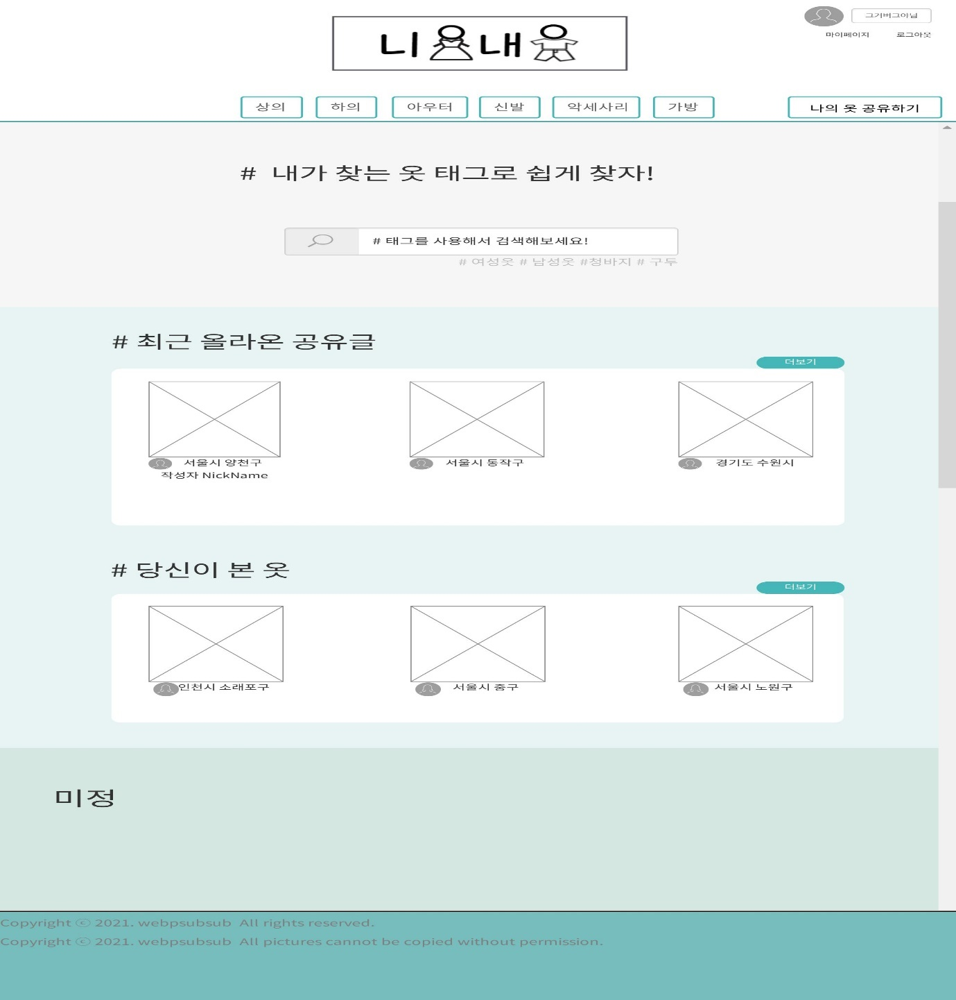 그거버그아님
마이페이지 로그아웃
니옷내옷
상의 하의 아우터 신발 악세사리 가방 나의 옷 공유하기
# 내가 찾는 옷 태그로 쉽게 찾자!
# 태그를 사용해서 검색해보세요!
# 여성옷 # 남성옷 #청바지 # 구두
# 최근 올라온 공유글
더보기
서울시 양천구 서울시 동작구 경기도 수원시
작성자 NickName
# 당신이 본 옷
더보기
인천시 소래포구 서울시 중구 서울시 노원구
미정
Copyright ⓒ 2021. webpsubsub All rights reserved.
Copyright ⓒ 2021. webpsubsub All pictures cannot be copied without permission.